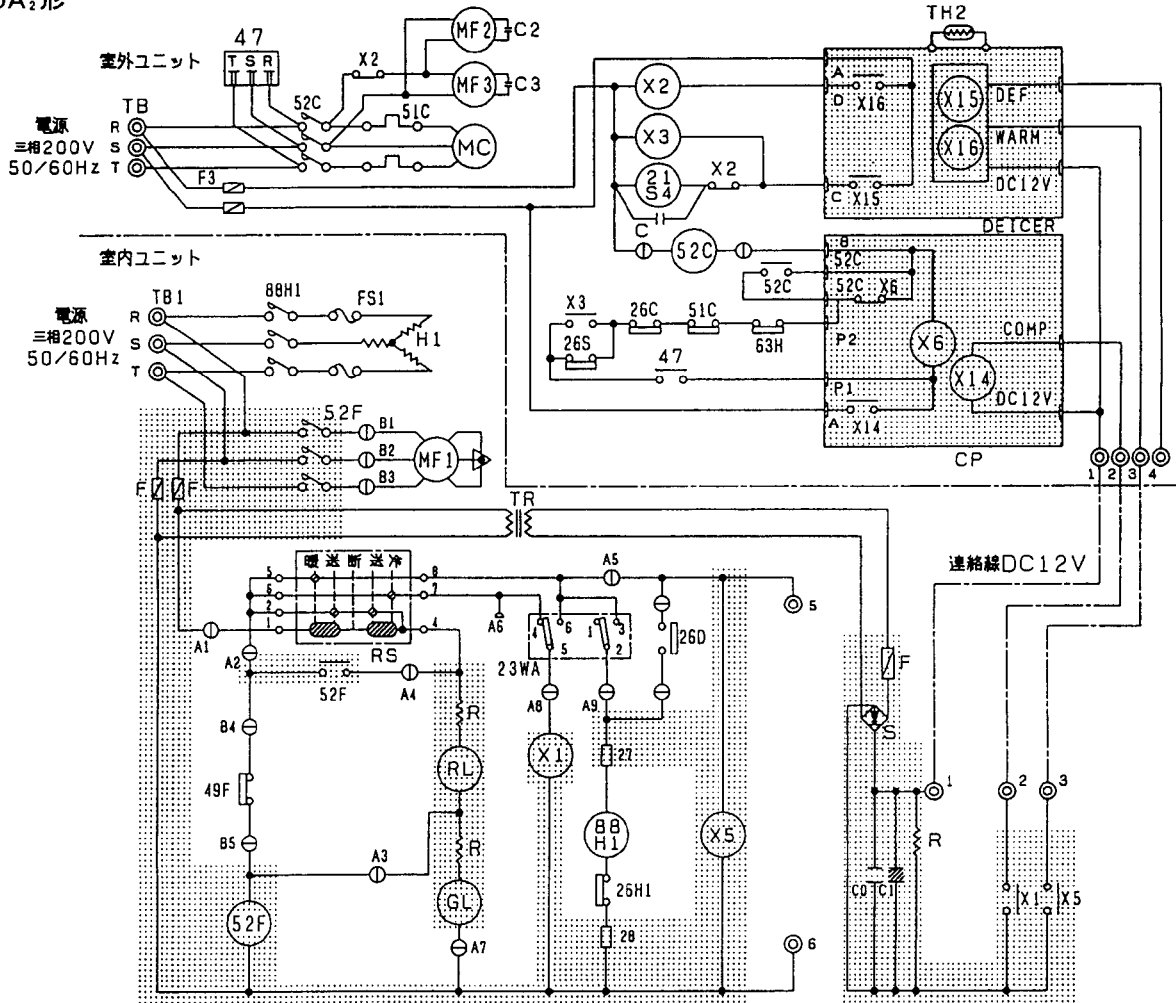 A₂形
47
T S R
室外ユニット
TB
電源
三相200V
50/60Hz
R
S
T
F3
52C
X2
51C
MF2
C2
MF3
C3
MC
TH2
X2
X3
21
S4
X2
C
52C
A
D
X16
X15
X16
DEF
WARM
DC12V
C
X15
DEICER
B
52C
52C
52C
X6
X3
26C
51C
63H
26S
47
P2
P1
A
X14
X6
X14
COMP
DC12V
CP
1
2
3
4
室内ユニット
電源
三相200V
50/60Hz
TB1
R
S
T
88H1
FS1
H1
52F
B1
B2
B3
MF1
F
F
TR
暖 送 断 送 冷
5
6
2
1
8
7
4
RS
A1
A2
52F
A4
B4
49F
B5
A3
52F
R
RL
R
GL
A7
A5
A6
4
5
6
1
3
2
23WA
A8
A9
26D
X1
27
88
H1
26H1
28
X5
5
6
連絡線DC12V
F
S
C0
C1
R
1
2
3
X1
X5